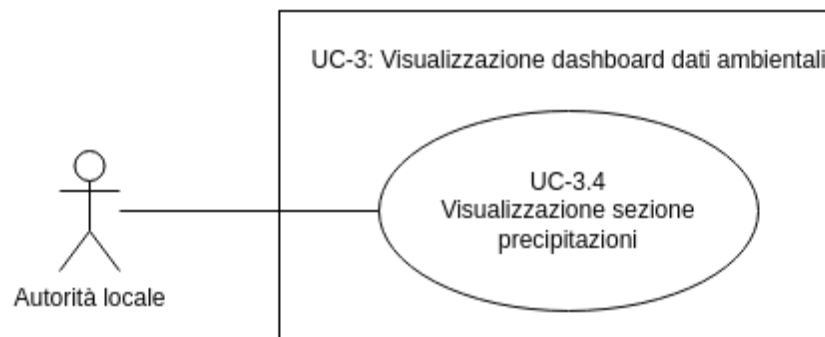 UC-3: Visualizzazione dashboard dati ambientali
UC-3.4
Visualizzazione sezione
precipitazioni
Autorità locale